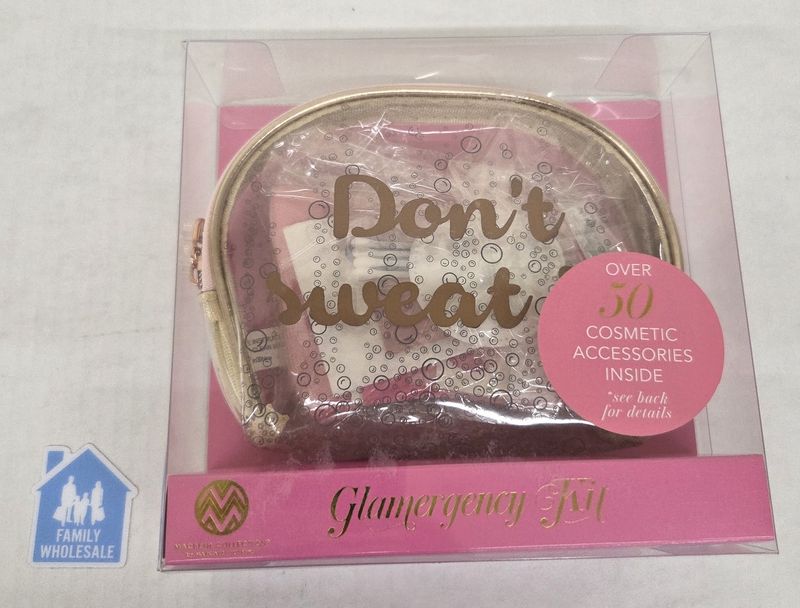 Don't
sweat
OVER
50
COSMETIC
ACCESSORIES
INSIDE
*see back
for details
Glamergency Kit
FAMILY
WHOLESALE